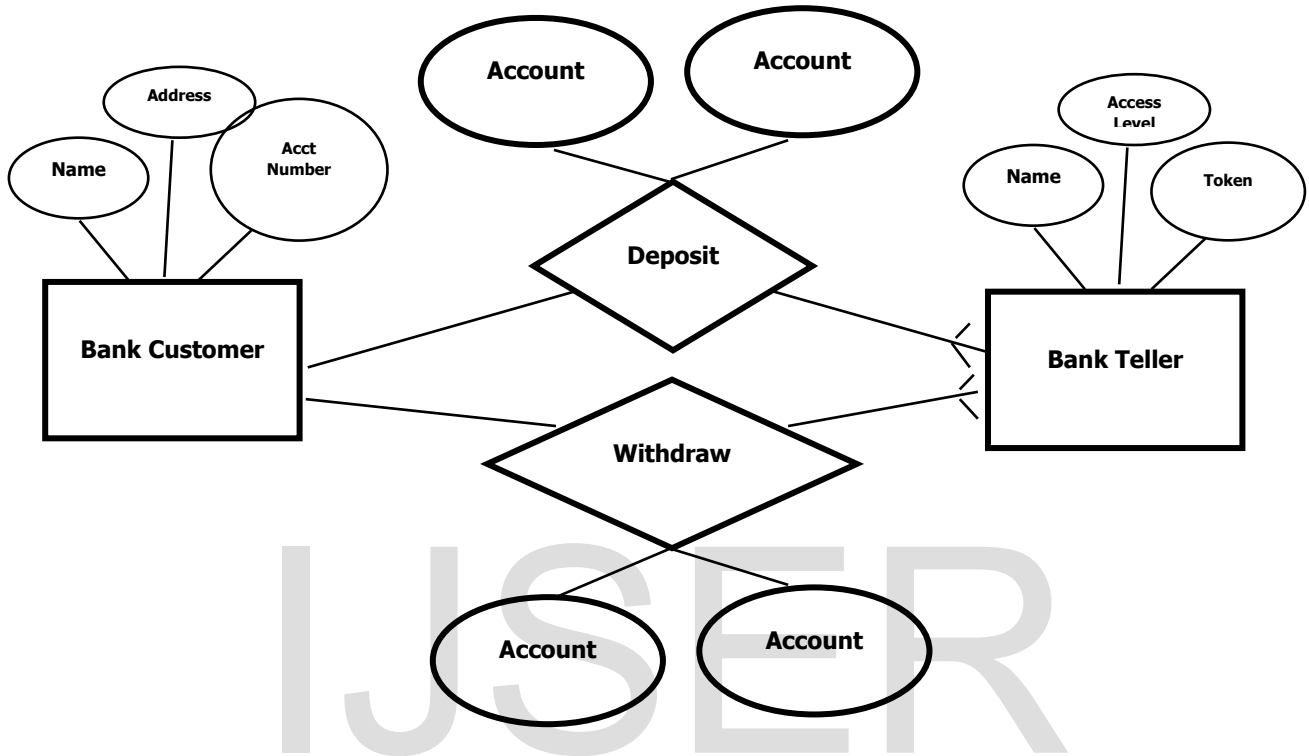 Account
Account
Address
Access
Level
Acct
Number
Name
Name
Token
Deposit
Bank Customer
Bank Teller
Withdraw
Account
Account
IJSER